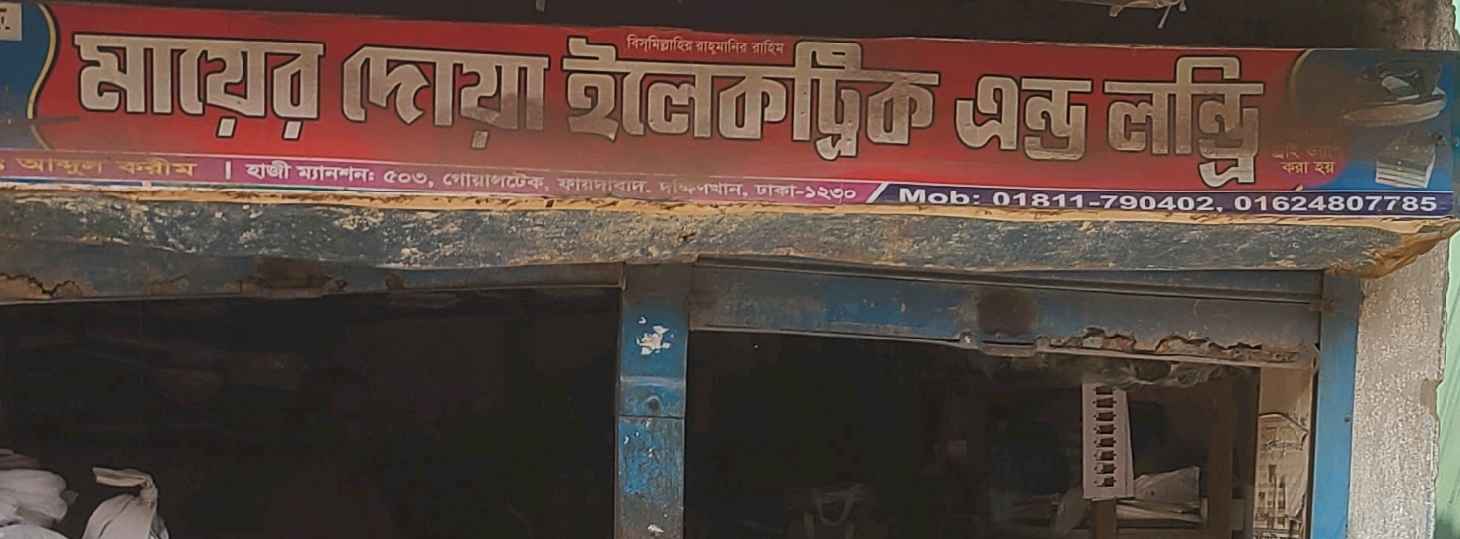 বিসমিল্লাহির রাহমানির রাহিম
মায়ের দোয়া ইলেকট্রিক এন্ড লন্ড্রি
করা হয়
আব্দুল করীম | হাজী ম্যানশন: ৫০৩, গোয়ালটেক, ফায়দাবাদ, দক্ষিণখান, ঢাকা-১২৩০ / Mob: 01811-790402, 01624807785